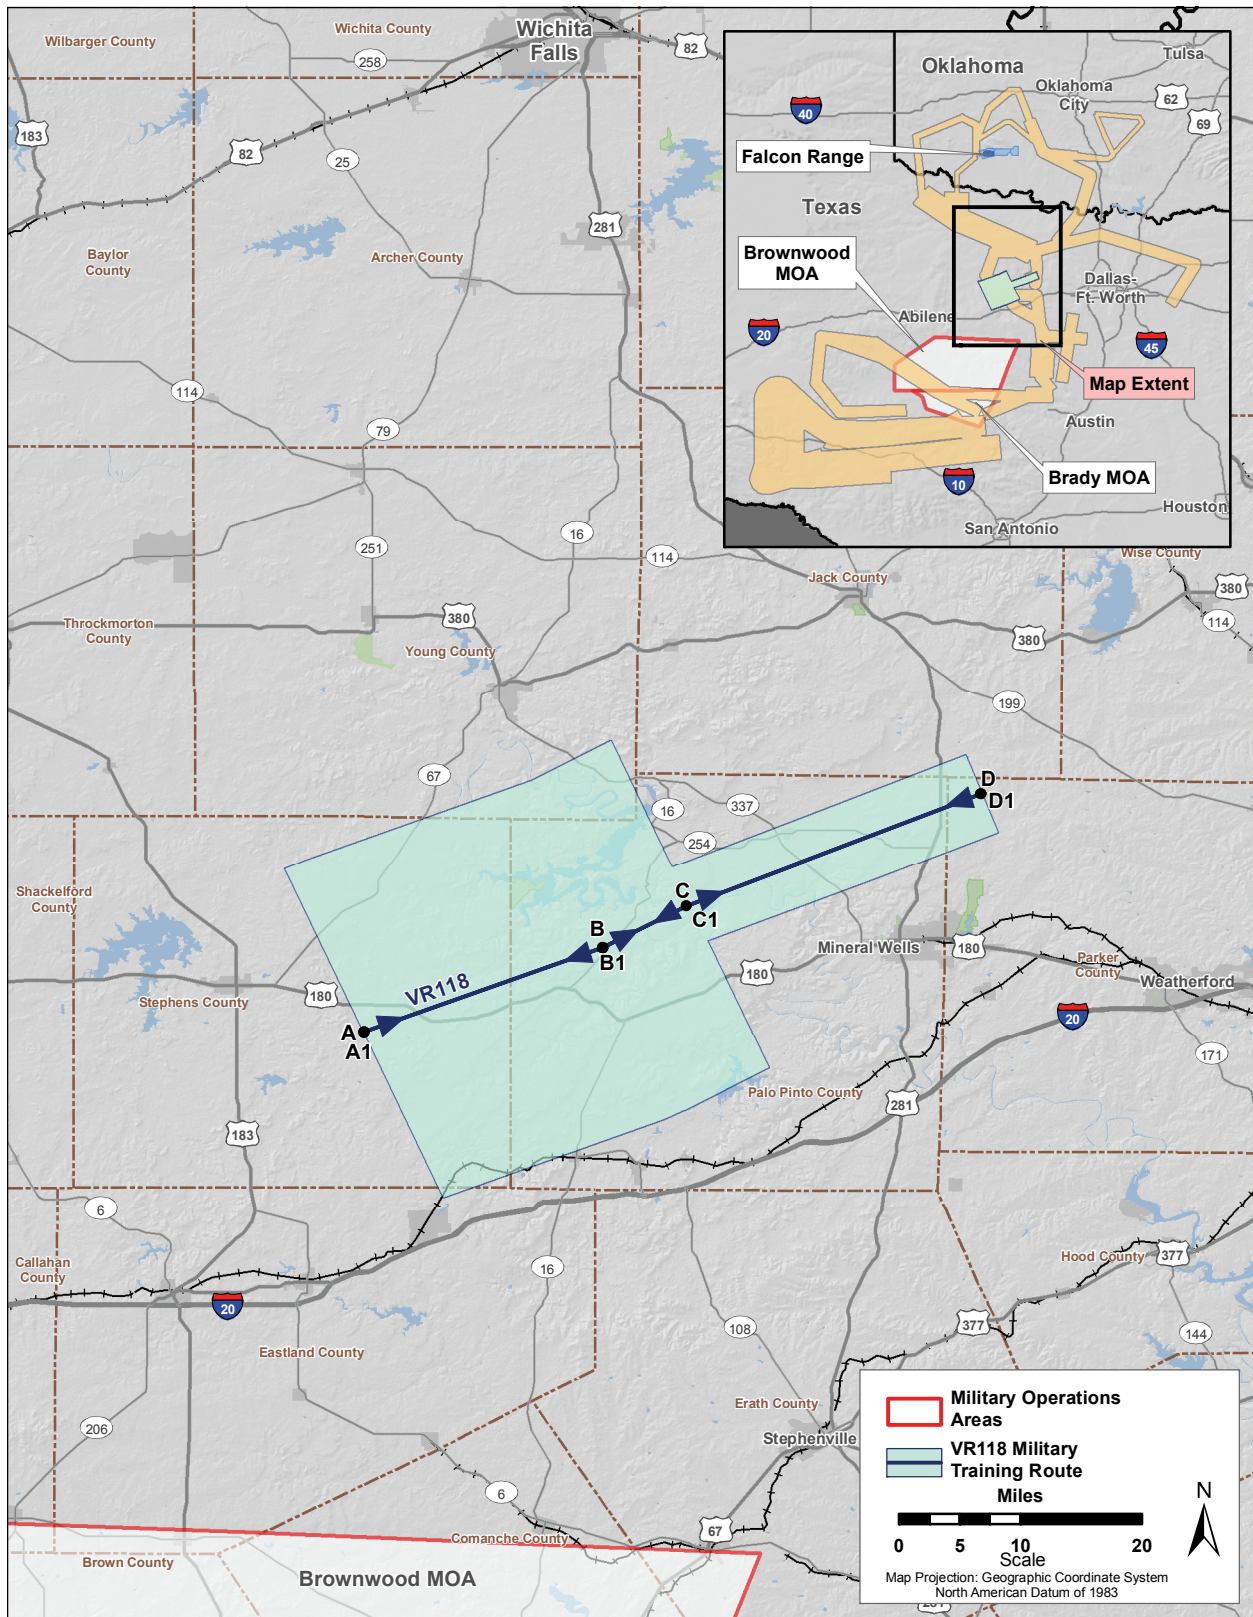 Wichita County
Wilbarger County
Wichita
Falls
258
82
183
82
25
281
Baylor
County
Archer County
114
79
251
16
114
Oklahoma
Tulsa
Oklahoma
City
62
69
40
Falcon Range
Texas
Brownwood
MOA
Dallas-
Ft. Worth
Abilene
20
45
Map Extent
Austin
Brady MOA
10
Houston
San Antonio
Wise County
Jack County
380
114
380
380
Throckmorton
County
Young County
199
67
D
D1
16
337
254
Shackelford
County
C
C1
B
B1
Mineral Wells
180
Parker
County
Weatherford
180
VR118
Stephens County
180
20
A
A1
171
Palo Pinto County
281
183
6
Callahan
County
Hood County
377
16
20
377
108
144
Eastland County
Erath County
206
Stephenville
6
67
Comanche County
Brown County
Brownwood MOA
Military Operations
Areas
VR118 Military
Training Route
Miles
0 5 10 20
Scale
N
Map Projection: Geographic Coordinate System
North American Datum of 1983